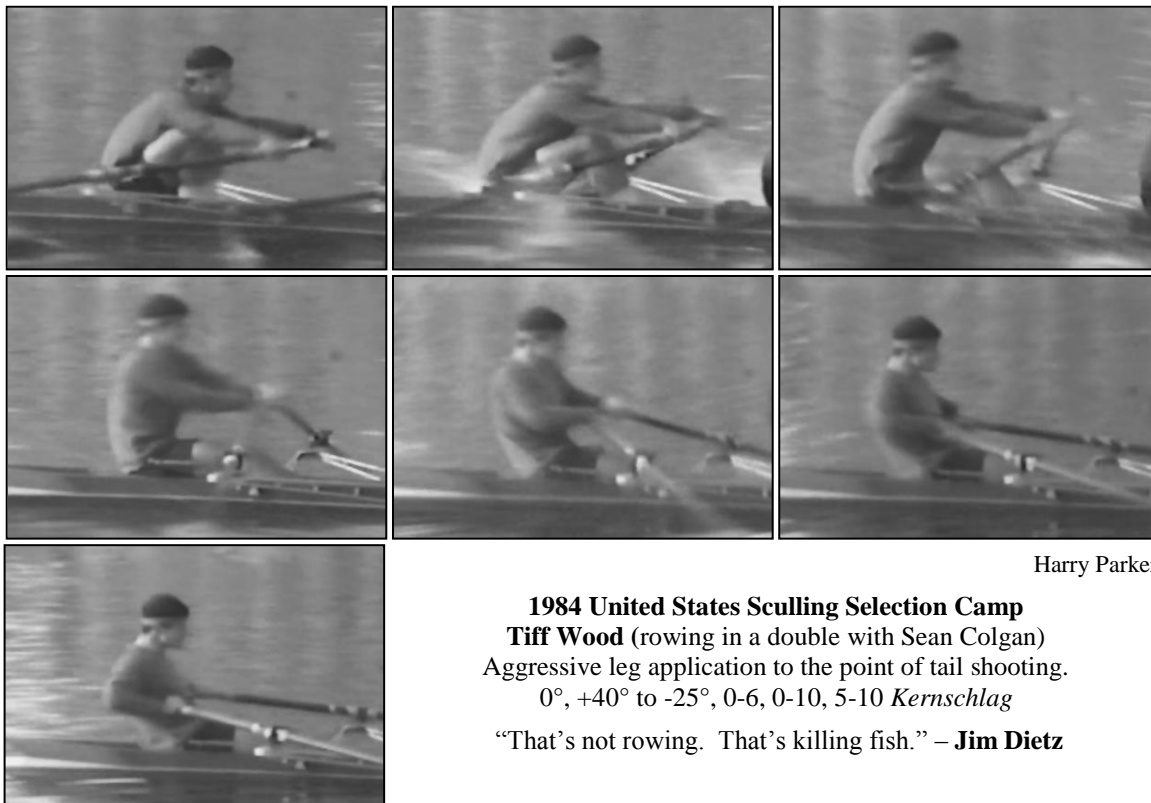 Harry Parker
1984 United States Sculling Selection Camp
Tiff Wood (rowing in a double with Sean Colgan)
Aggressive leg application to the point of tail shooting.
0°, +40° to -25°, 0-6, 0-10, 5-10 Kernschlag
“That’s not rowing.  That’s killing fish.” – Jim Dietz